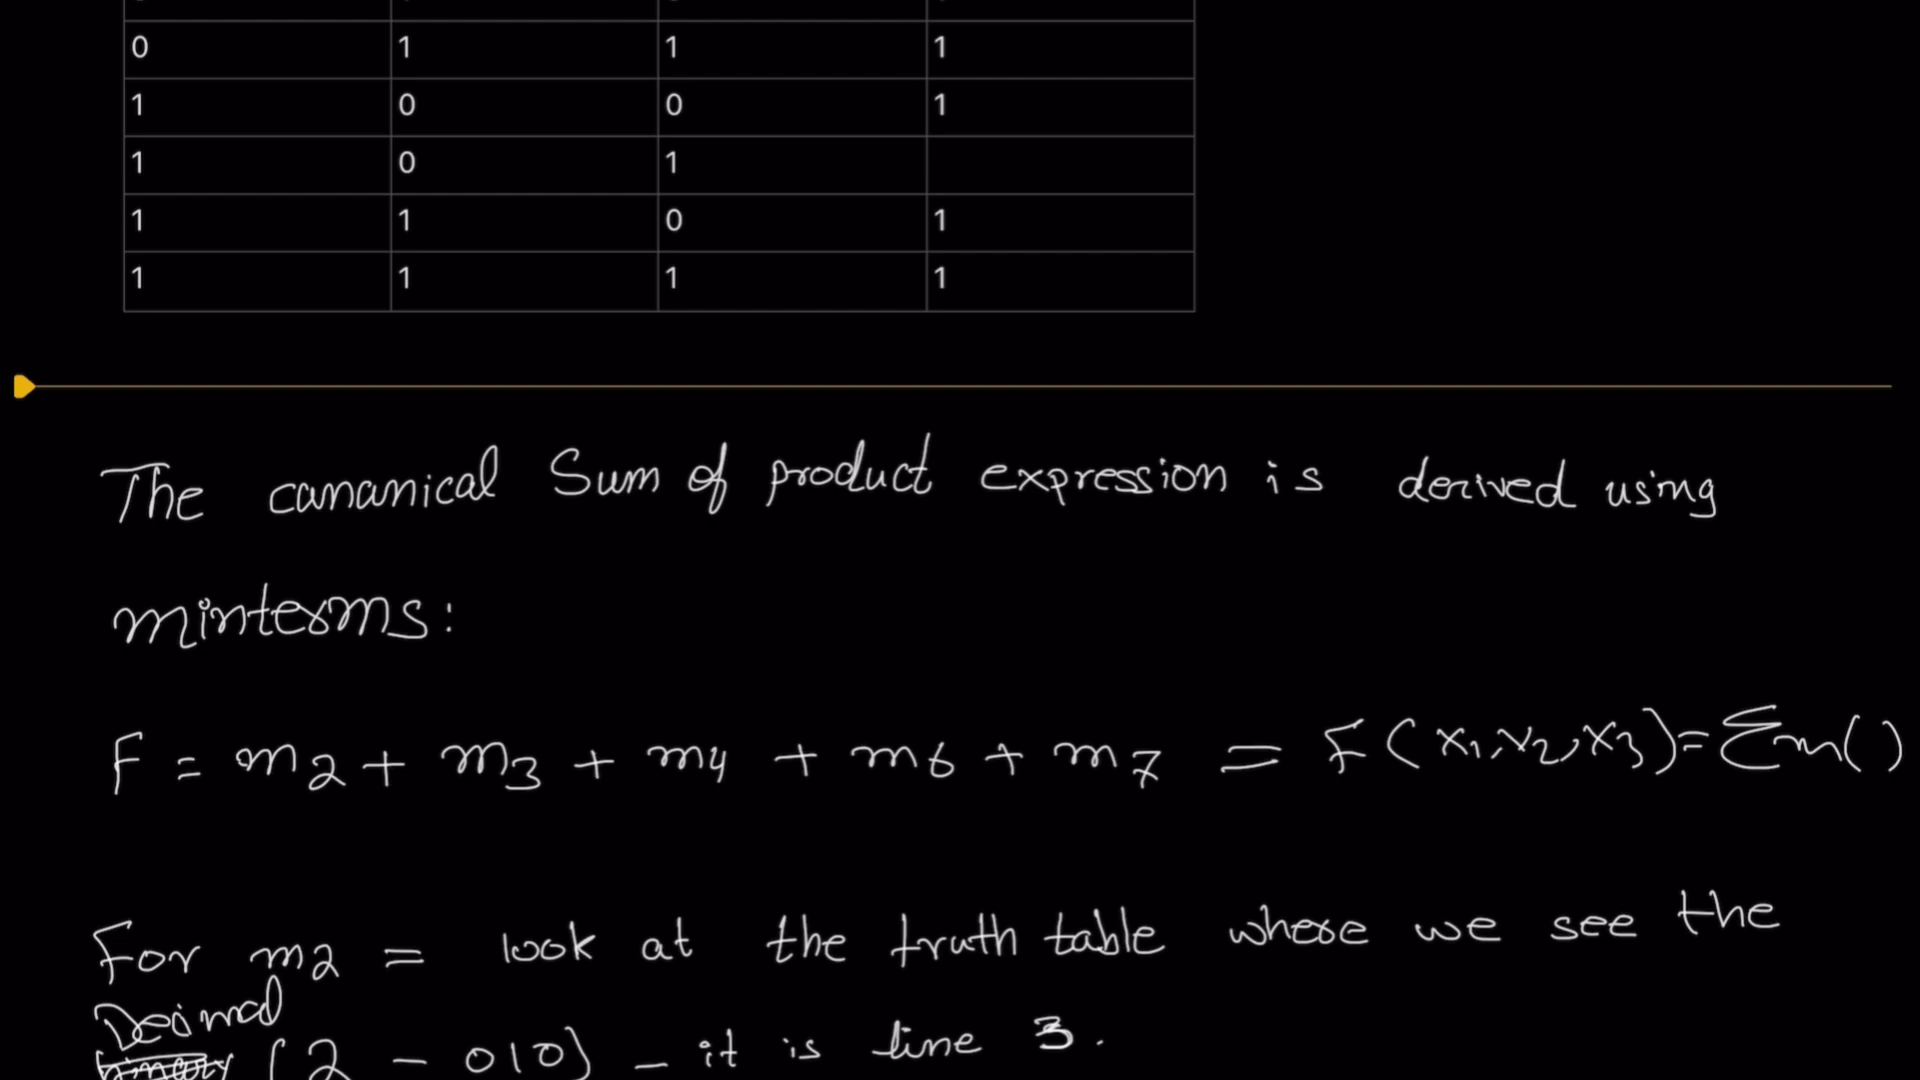 0 1 1 1
1 0 0 1
1 0 1
1 1 0 1
1 1 1 1
The cananical Sum of product expression is derived using
minterms:
F = m2 + m3 + m4 + m6 + m7 = F(x1,x2,x3)=Σm()
For m2 = look at the truth table where we see the
Decimal
(2 - 010) - it is line 3.